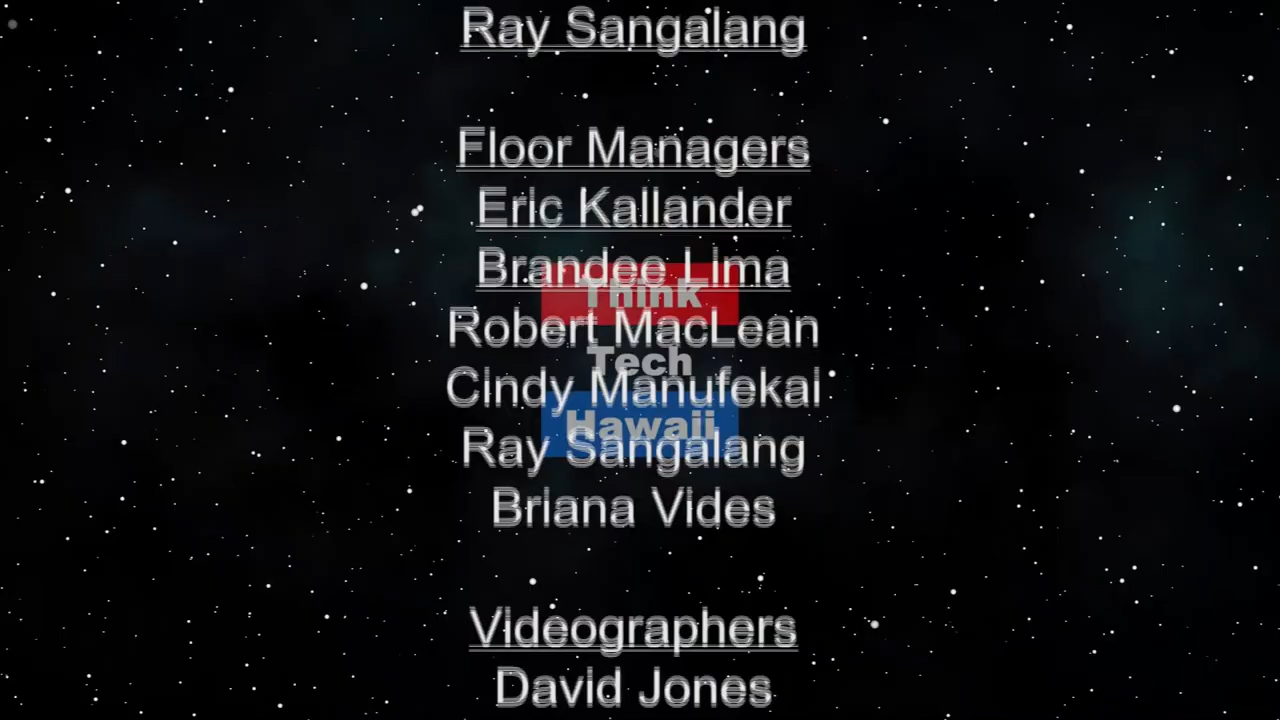 Ray Sangalang
Floor Managers
Eric Kallander
Brandee Lima
Think
Robert MacLean
Tech
Cindy Manufekai
Hawaii
Ray Sangalang
Briana Vides
Videographers
David Jones